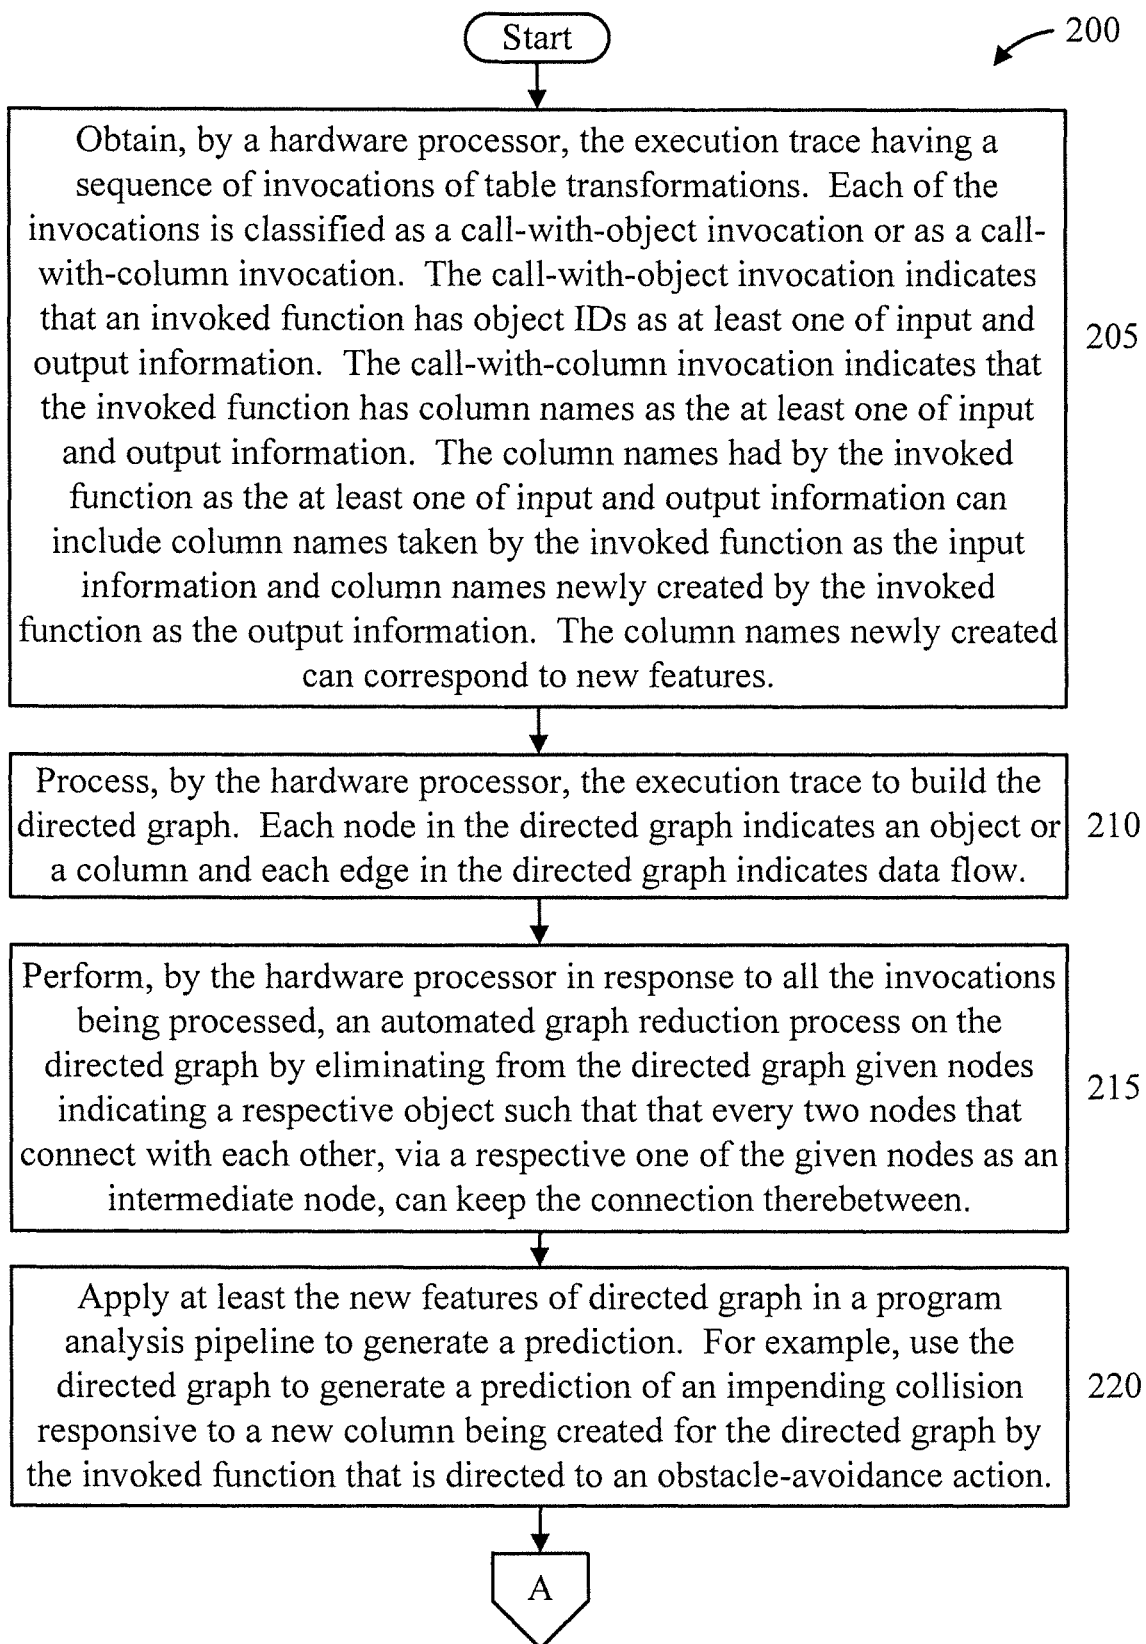 Start
200
Obtain, by a hardware processor, the execution trace having a
sequence of invocations of table transformations. Each of the
invocations is classified as a call-with-object invocation or as a call-
with-column invocation. The call-with-object invocation indicates
that an invoked function has object IDs as at least one of input and
output information. The call-with-column invocation indicates that
the invoked function has column names as the at least one of input
and output information. The column names had by the invoked
function as the at least one of input and output information can
include column names taken by the invoked function as the input
information and column names newly created by the invoked
function as the output information. The column names newly created
can correspond to new features.
205
Process, by the hardware processor, the execution trace to build the
directed graph. Each node in the directed graph indicates an object or
a column and each edge in the directed graph indicates data flow.
210
Perform, by the hardware processor in response to all the invocations
being processed, an automated graph reduction process on the
directed graph by eliminating from the directed graph given nodes
indicating a respective object such that that every two nodes that
connect with each other, via a respective one of the given nodes as an
intermediate node, can keep the connection therebetween.
215
Apply at least the new features of directed graph in a program
analysis pipeline to generate a prediction. For example, use the
directed graph to generate a prediction of an impending collision
responsive to a new column being created for the directed graph by
the invoked function that is directed to an obstacle-avoidance action.
220
A